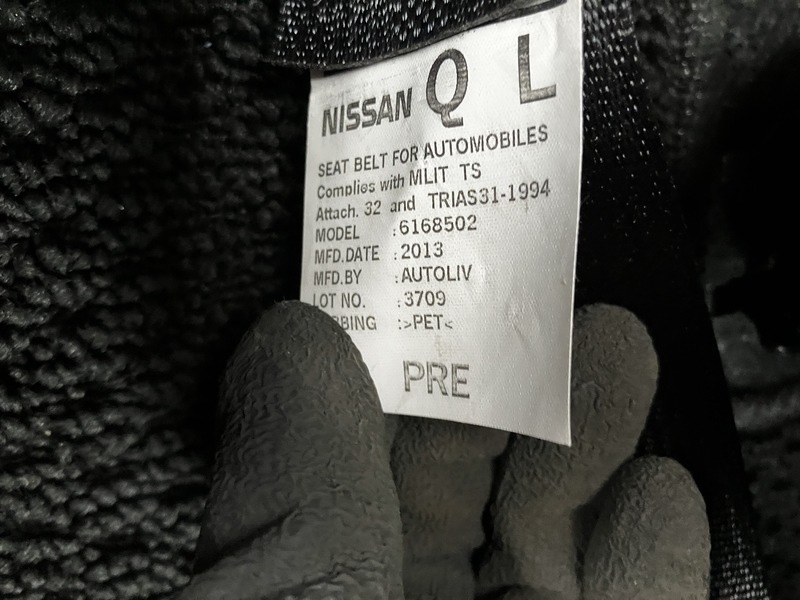 NISSAN Q L
SEAT BELT FOR AUTOMOBILES
Complies with MLIT TS
Attach. 32 and TRIAS31-1994
MODEL :6168502
MFD.DATE :2013
MFD.BY :AUTOLIV
LOT NO. :3709
BBING :>PET<
PRE